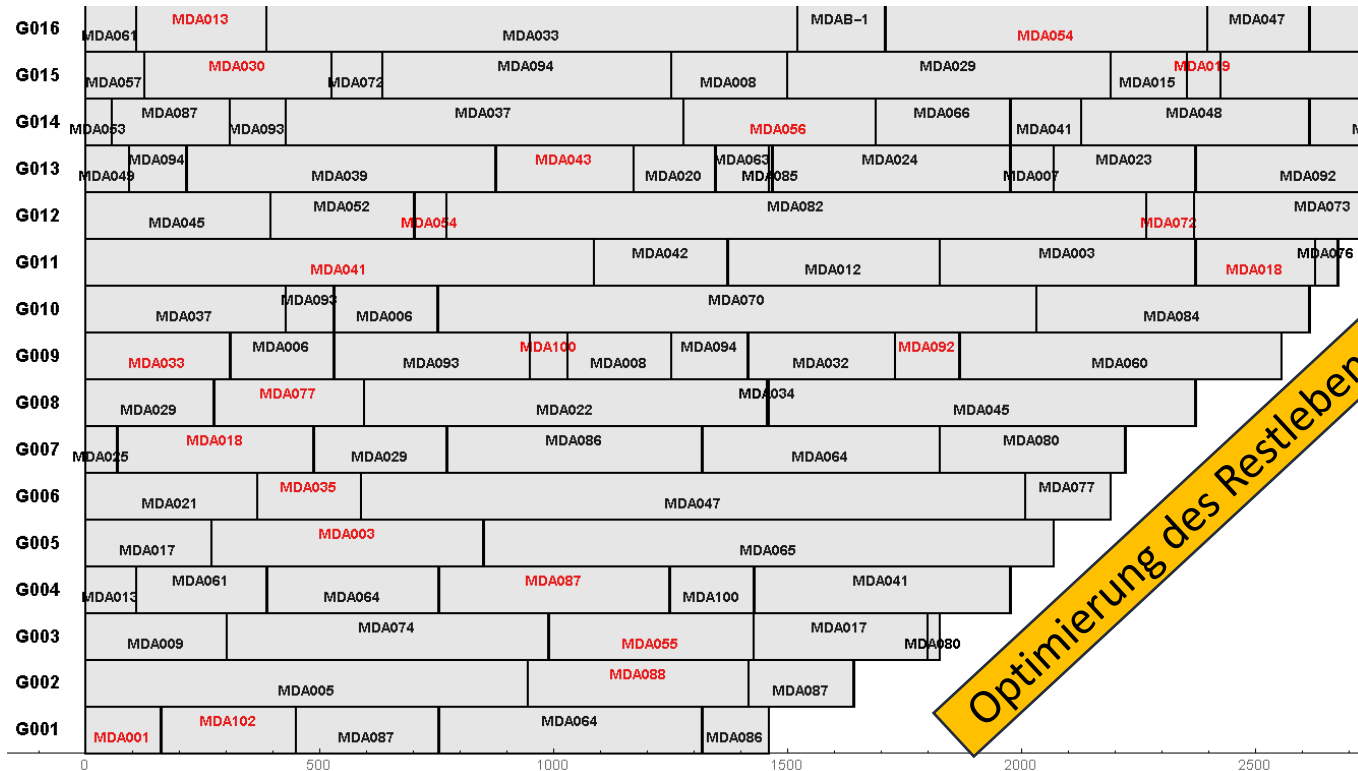 G016 MDA061 MDA013 MDA033 MDAB-1 MDA054 MDA047
G015 MDA057 MDA030 MDA072 MDA094 MDA008 MDA029 MDA015 MDA019
G014 MDA053 MDA087 MDA093 MDA037 MDA056 MDA066 MDA041 MDA048
G013 MDA049 MDA094 MDA039 MDA043 MDA020 MDA063 MDA085 MDA024 MDA007 MDA023 MDA092
G012 MDA045 MDA052 MDA054 MDA082 MDA072 MDA073
G011 MDA041 MDA042 MDA012 MDA003 MDA018 MDA076
G010 MDA037 MDA093 MDA006 MDA070 MDA084
G009 MDA033 MDA006 MDA093 MDA100 MDA008 MDA094 MDA032 MDA092 MDA060
G008 MDA029 MDA077 MDA022 MDA034 MDA045
G007 MDA025 MDA018 MDA029 MDA086 MDA064 MDA080
G006 MDA021 MDA035 MDA047 MDA077
G005 MDA017 MDA003 MDA065
G004 MDA013 MDA061 MDA064 MDA087 MDA100 MDA041
G003 MDA009 MDA074 MDA055 MDA017 MDA080
G002 MDA005 MDA088 MDA087
G001 MDA001 MDA102 MDA087 MDA064 MDA086
0 500 1000 1500 2000 2500
Optimierung des Restleben